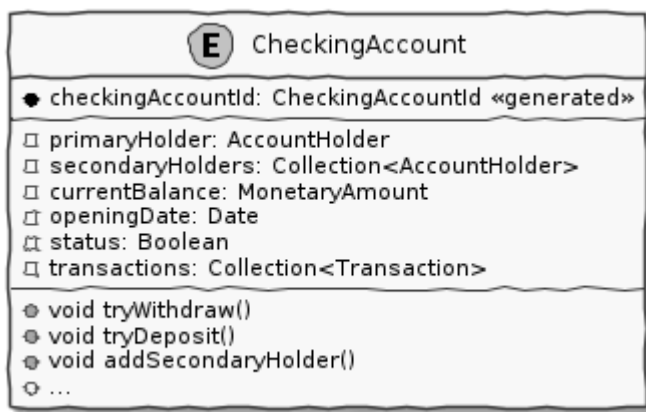 E CheckingAccount
checkingAccountId: CheckingAccountId «generated»
primaryHolder: AccountHolder
secondaryHolders: Collection<AccountHolder>
currentBalance: MonetaryAmount
openingDate: Date
status: Boolean
transactions: Collection<Transaction>
void tryWithdraw()
void tryDeposit()
void addSecondaryHolder()
...